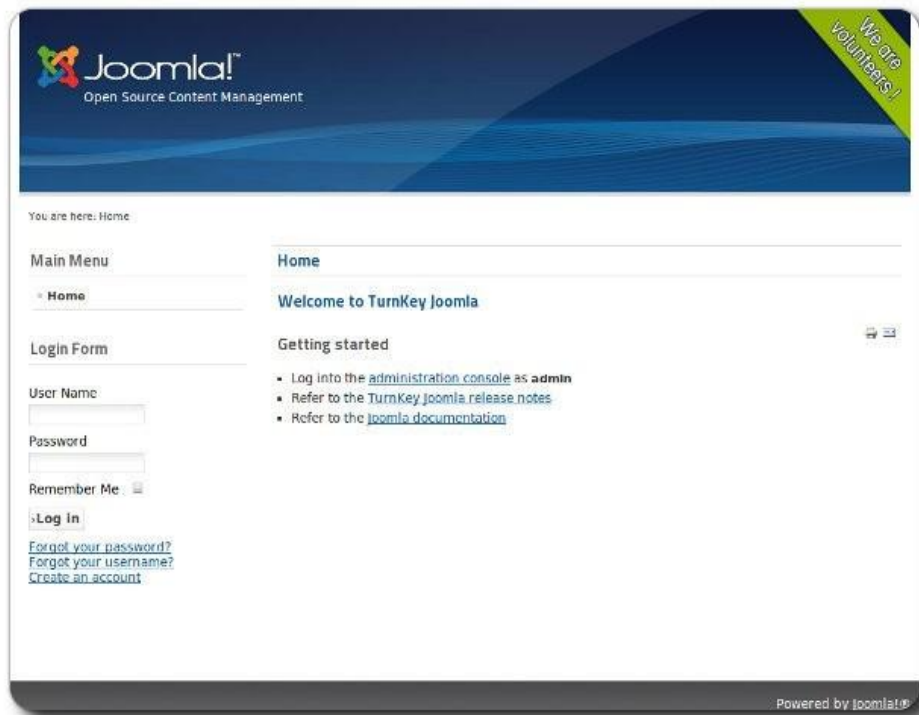 Joomla!™
Open Source Content Management
We are
volunteers !
You are here: Home
Main Menu
Home
Login Form
User Name
Password
Remember Me
Log in
Forgot your password?
Forgot your username?
Create an account
Home
Welcome to TurnKey Joomla
Getting started
Log into the administration console as admin
Refer to the TurnKey Joomla release notes
Refer to the Joomla documentation
Powered by Joomla!®